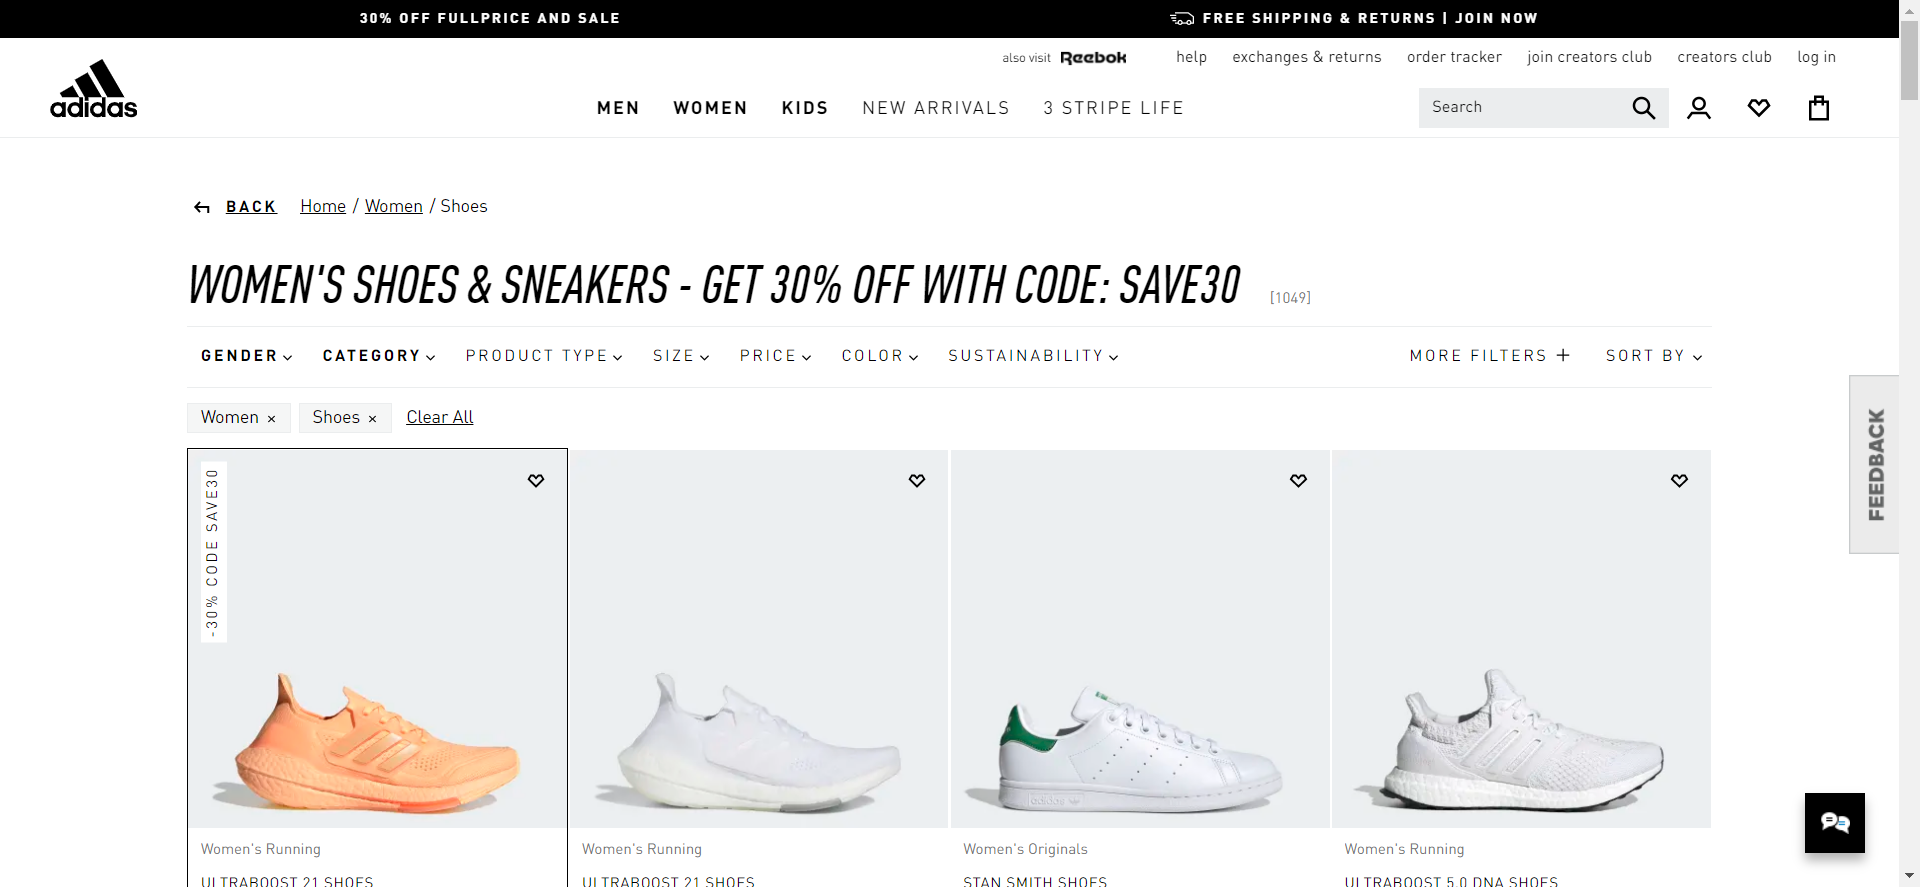 30% OFF FULLPRICE AND SALE
FREE SHIPPING & RETURNS | JOIN NOW
also visit Reebok help exchanges & returns order tracker join creators club creators club log in
adidas
MEN WOMEN KIDS NEW ARRIVALS 3 STRIPE LIFE
Search
BACK Home / Women / Shoes
WOMEN'S SHOES & SNEAKERS - GET 30% OFF WITH CODE: SAVE30 [1049]
GENDER CATEGORY PRODUCT TYPE SIZE PRICE COLOR SUSTAINABILITY MORE FILTERS + SORT BY
Women × Shoes × Clear All
FEEDBACK
-30% CODE SAVE30
adidas
Women's Running
ULTRABOOST 21 SHOES
Women's Running
ULTRABOOST 21 SHOES
Women's Originals
STAN SMITH SHOES
Women's Running
ULTRABOOST 5.0 DNA SHOES